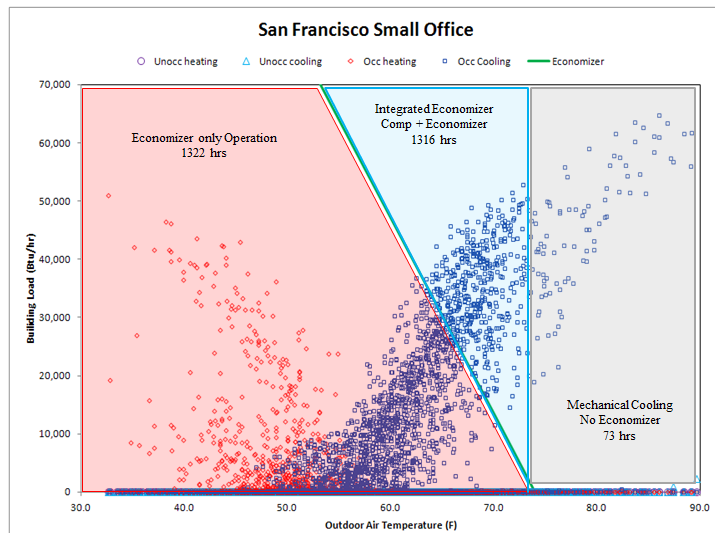 San Francisco Small Office
Unocc heating
Unocc cooling
Occ heating
Occ Cooling
Economizer
70,000
60,000
50,000
40,000
30,000
20,000
10,000
0
Builiding Load (Btu/hr)
Economizer only Operation
1322 hrs
Integrated Economizer
Comp + Economizer
1316 hrs
Mechanical Cooling
No Economizer
73 hrs
30.0 40.0 50.0 60.0 70.0 80.0 90.0
Outdoor Air Temperature (F)